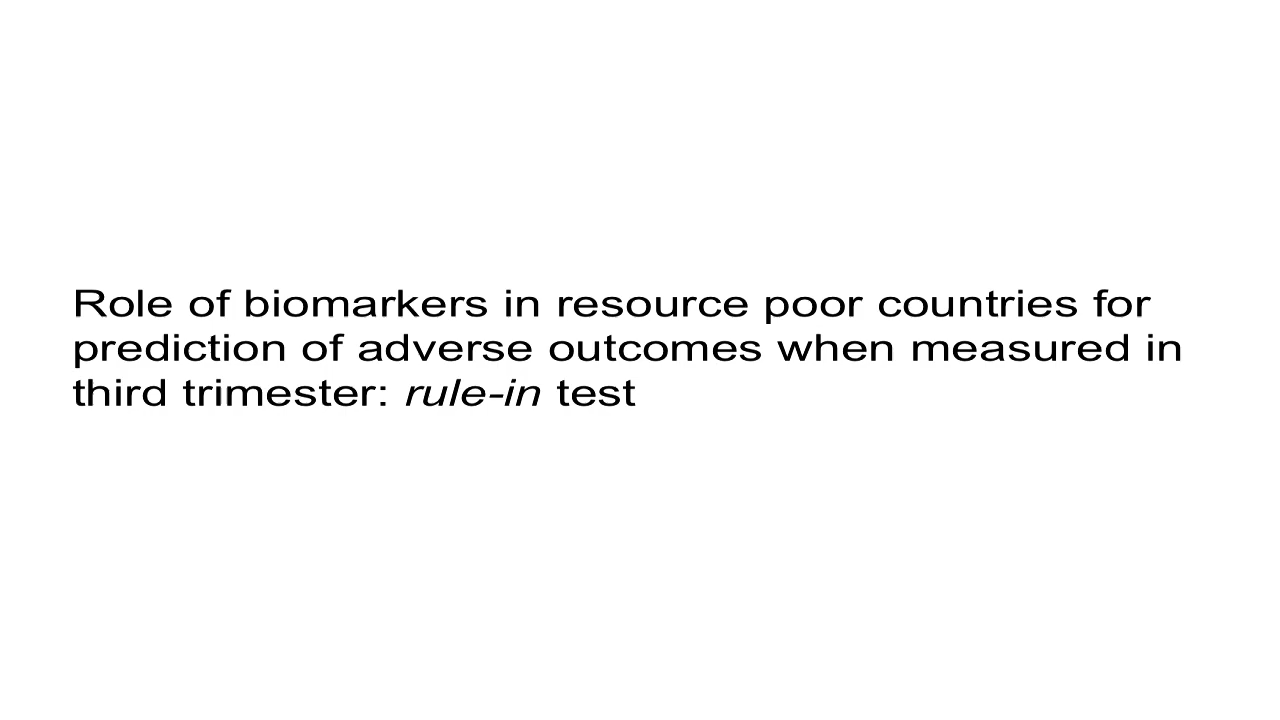 Role of biomarkers in resource poor countries for
prediction of adverse outcomes when measured in
third trimester: rule-in test